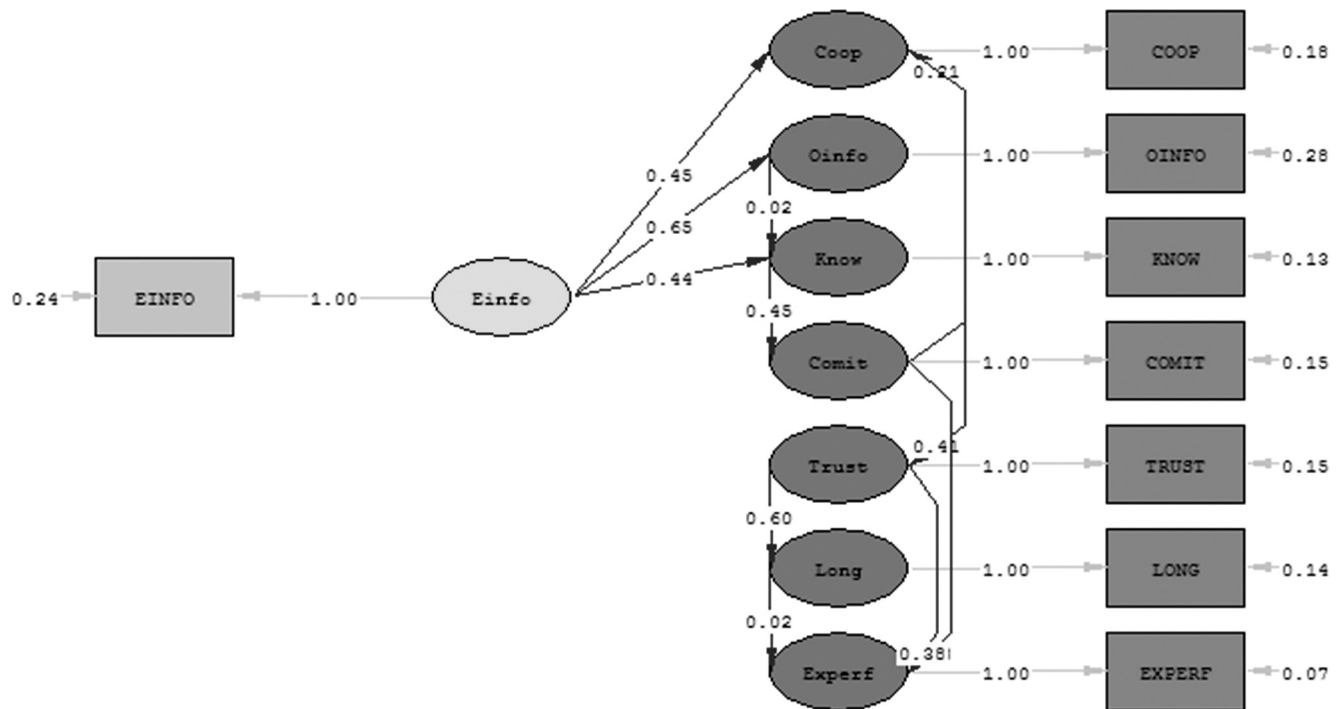 Coop 1.00 COOP 0.18
0.21
Oinfo 1.00 OINFO 0.28
0.45
0.02
0.65
Know 1.00 KNOW 0.13
0.44
0.24 EINFO 1.00 Einfo
0.45
Comit 1.00 COMIT 0.15
0.41
Trust 1.00 TRUST 0.15
0.60
Long 1.00 LONG 0.14
0.02
0.38
Experf 1.00 EXPERF 0.07